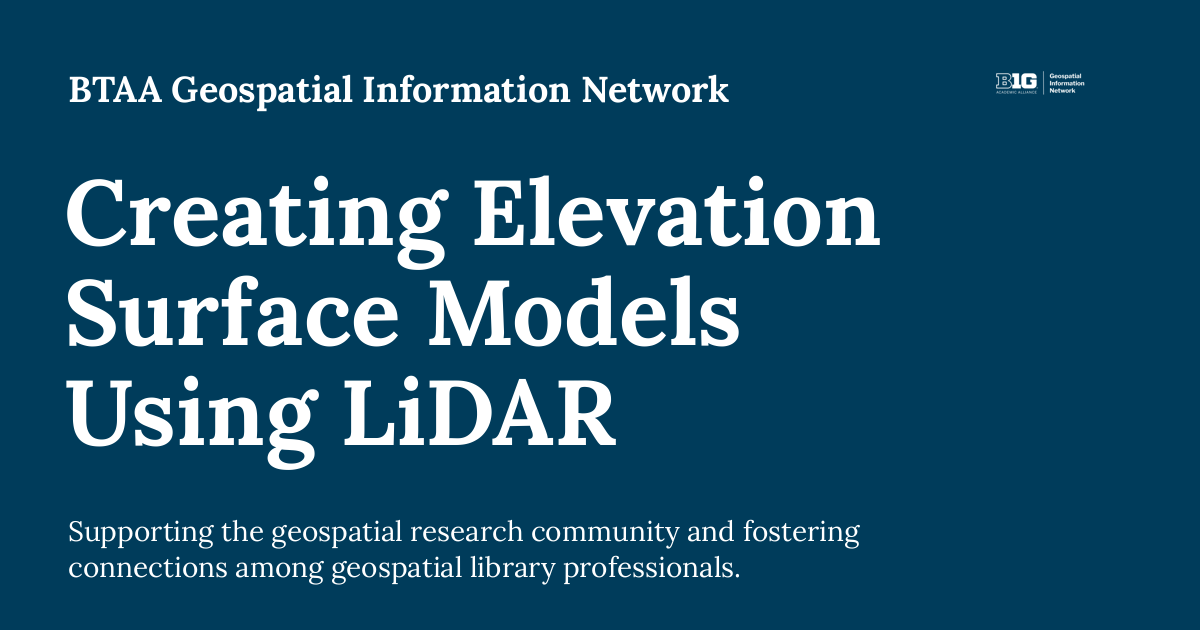 BTAA Geospatial Information Network
B1G
ACADEMIC ALLIANCE
Geospatial
Information
Network
Creating Elevation
Surface Models
Using LiDAR
Supporting the geospatial research community and fostering
connections among geospatial library professionals.